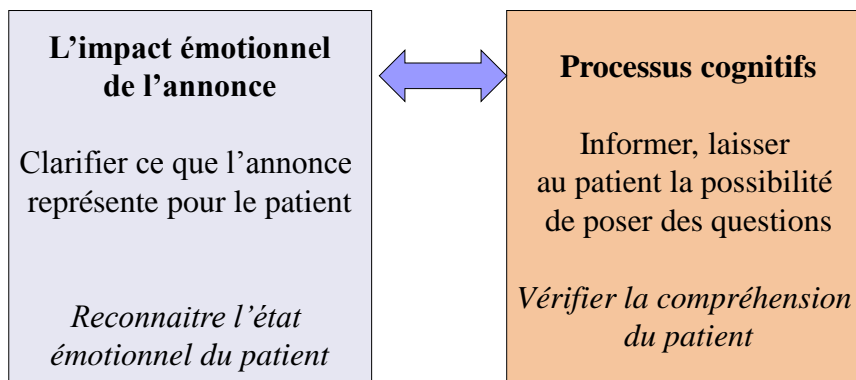 L’impact émotionnel
de l’annonce
Clarifier ce que l’annonce
représente pour le patient
Reconnaitre l’état
émotionnel du patient
Processus cognitifs
Informer, laisser
au patient la possibilité
de poser des questions
Vérifier la compréhension
du patient